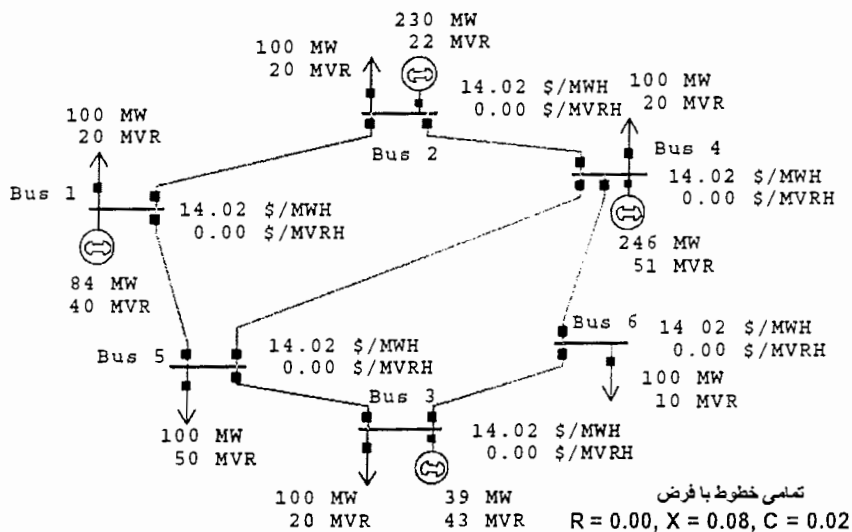 230 MW
22 MVR
100 MW
20 MVR
14.02 $/MWH
0.00 $/MVRH
Bus 2
100 MW
20 MVR
Bus 4
14.02 $/MWH
0.00 $/MVRH
246 MW
51 MVR
100 MW
20 MVR
Bus 1
14.02 $/MWH
0.00 $/MVRH
84 MW
40 MVR
Bus 5
14.02 $/MWH
0.00 $/MVRH
100 MW
50 MVR
Bus 6
14 02 $/MWH
0.00 $/MVRH
100 MW
10 MVR
Bus 3
14.02 $/MWH
0.00 $/MVRH
100 MW
20 MVR
39 MW
43 MVR
تمامی خطوط با فرض
R = 0.00, X = 0.08, C = 0.02